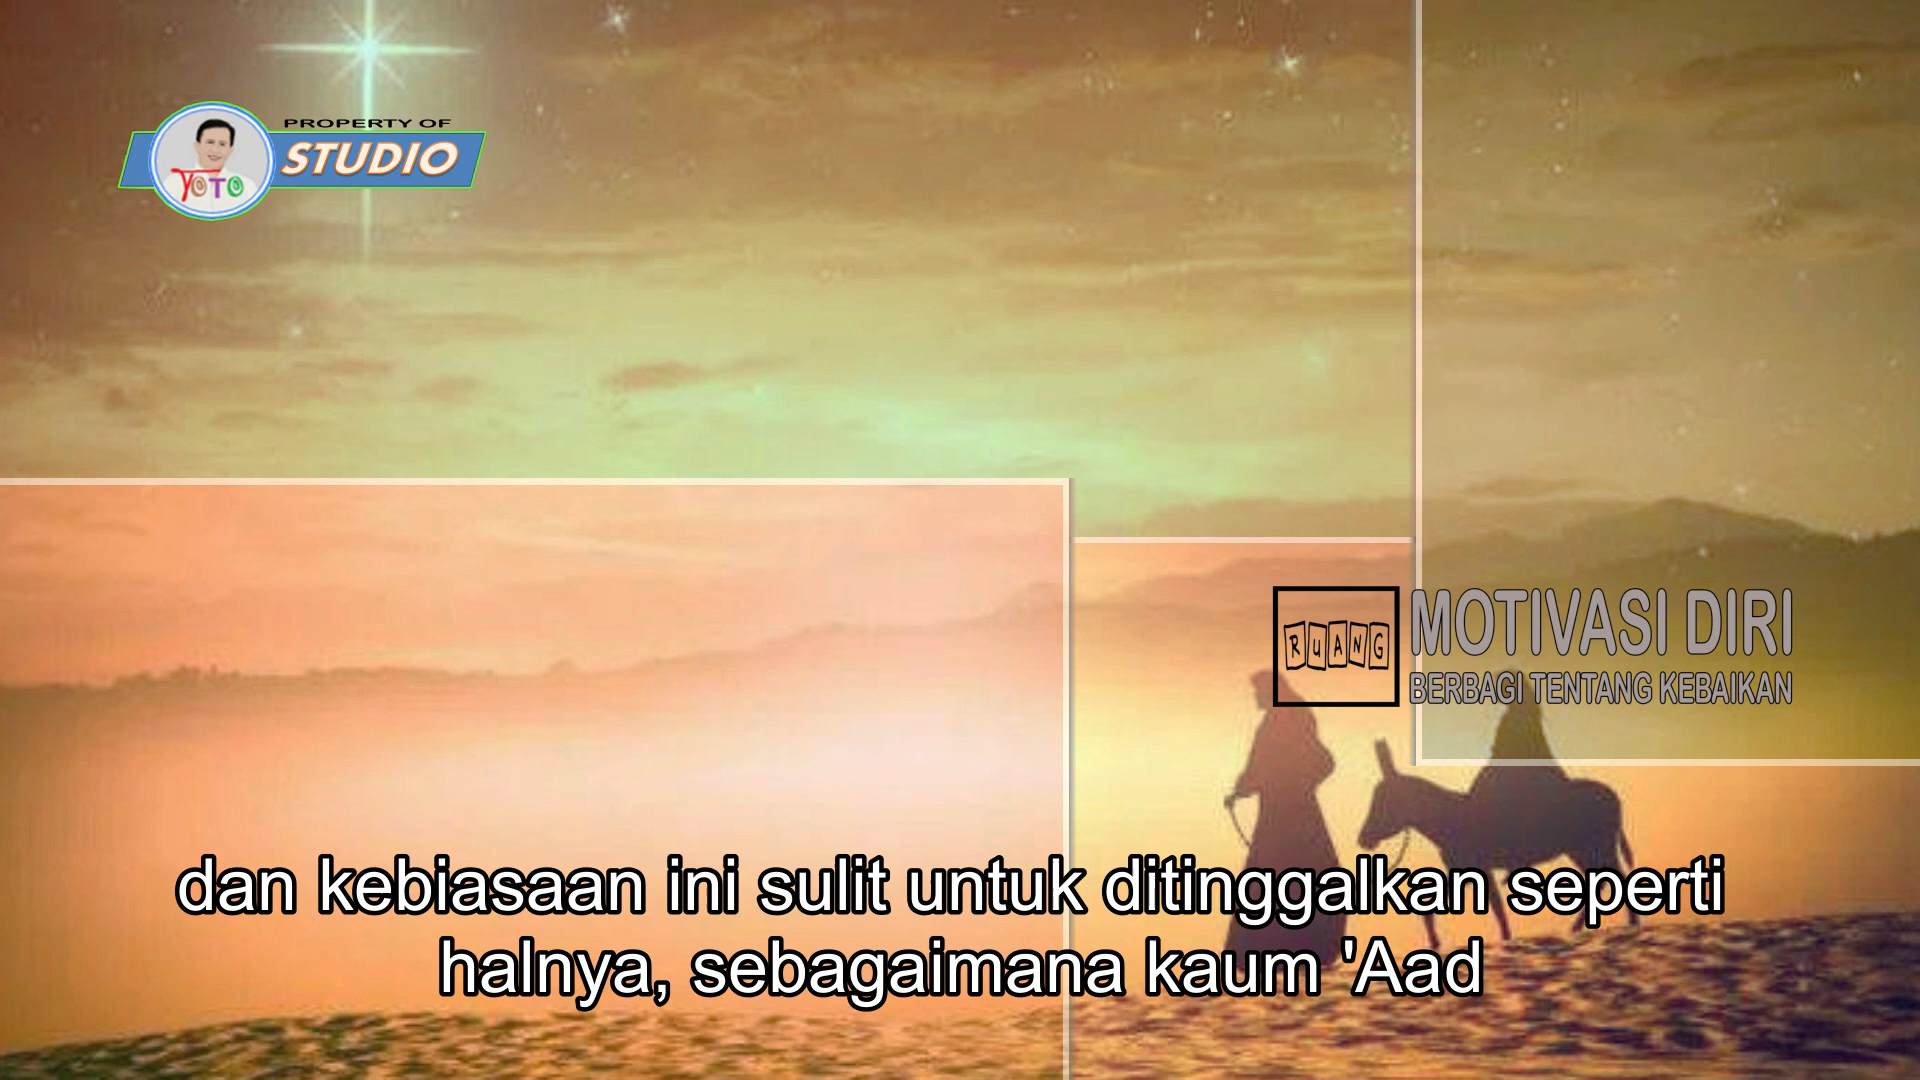 PROPERTY OF
STUDIO
YOTO
RUANG
MOTIVASI DIRI
BERBAGI TENTANG KEBAIKAN
dan kebiasaan ini sulit untuk ditinggalkan seperti
halnya, sebagaimana kaum 'Aad